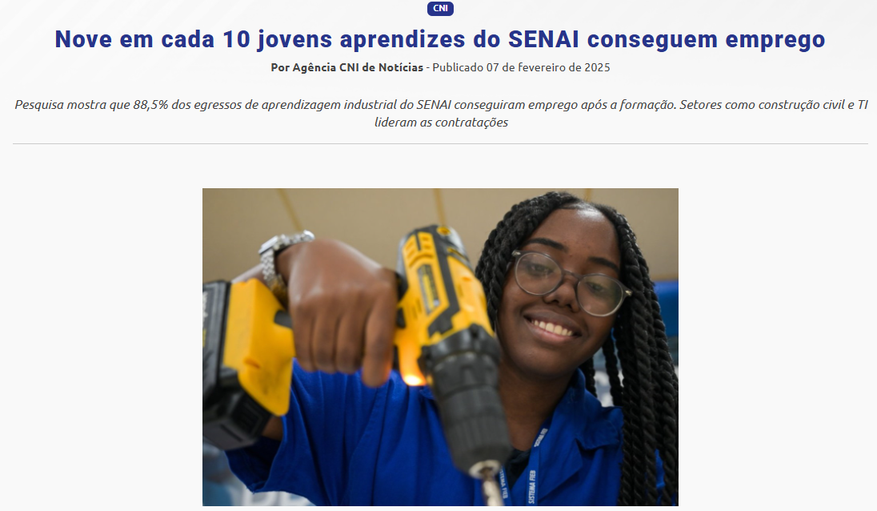 CNI
Nove em cada 10 jovens aprendizes do SENAI conseguem emprego
Por Agência CNI de Notícias - Publicado 07 de fevereiro de 2025
Pesquisa mostra que 88,5% dos egressos de aprendizagem industrial do SENAI conseguiram emprego após a formação. Setores como construção civil e TI
lideram as contratações
SISTEMA FIEB